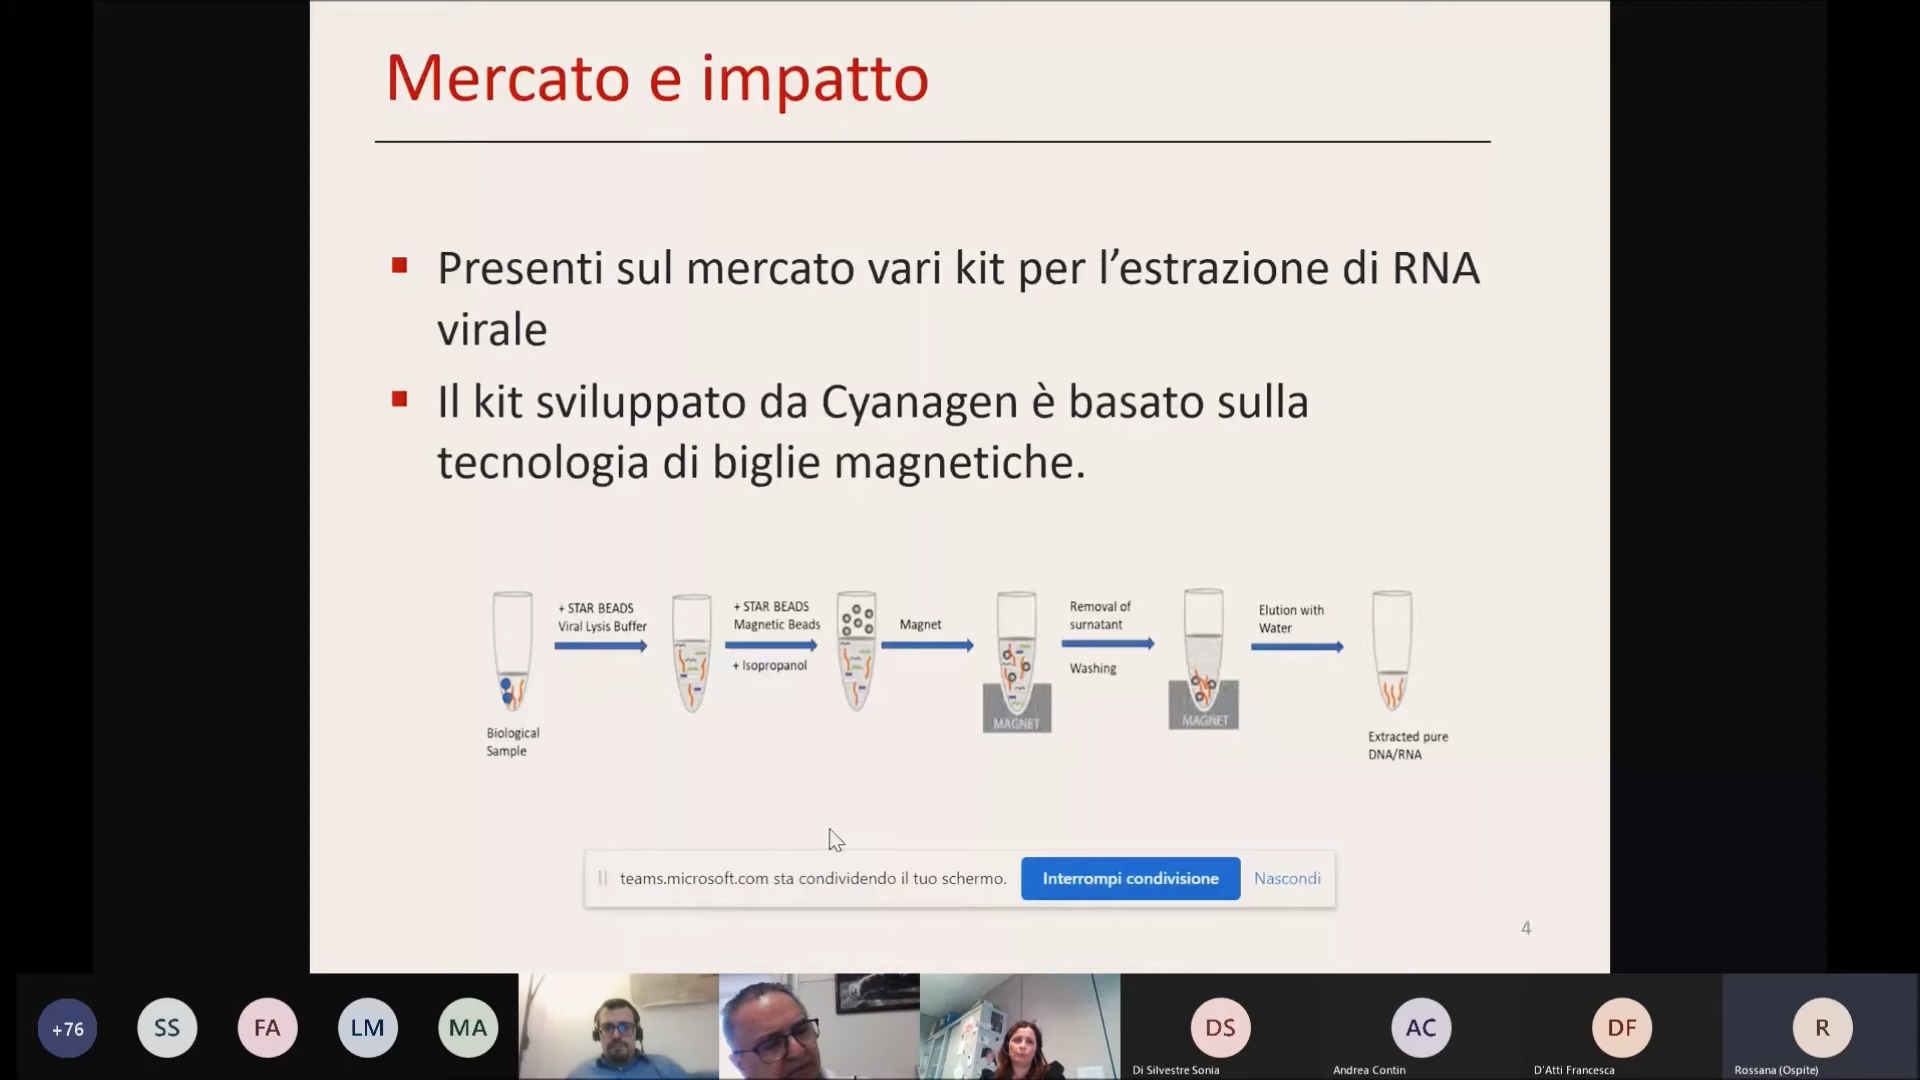 Mercato e impatto
Presenti sul mercato vari kit per l’estrazione di RNA
virale
Il kit sviluppato da Cyanagen è basato sulla
tecnologia di biglie magnetiche.
+ STAR BEADS
Viral Lysis Buffer
+ STAR BEADS
Magnetic Beads
+ Isopropanol
Magnet
Removal of
surnatant
Washing
Elution with
Water
MAGNET
MAGNET
Biological
Sample
Extracted pure
DNA/RNA
teams.microsoft.com sta condividendo il tuo schermo.
Interrompi condivisione
Nascondi
4
+76
SS
FA
LM
MA
DS
AC
DF
R
Di Silvestre Sonia
Andrea Contin
D'Atti Francesca
Rossana (Ospite)